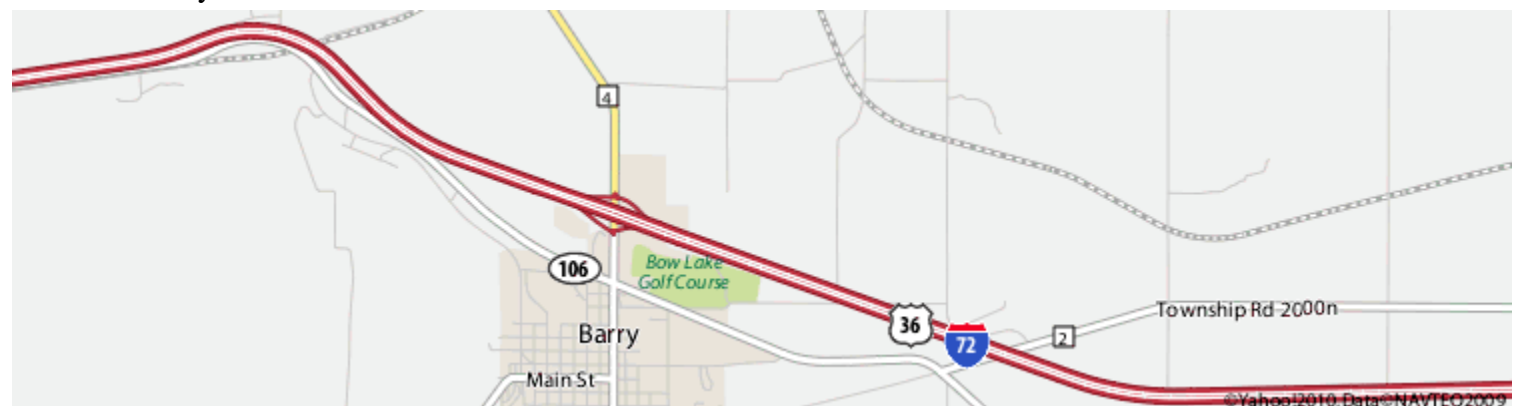 4
106
Bow Lake
Golf Course
36
72
2
Township Rd 2000n
Barry
Main St
©Yahoo!2010,Data©NAVTEQ2009